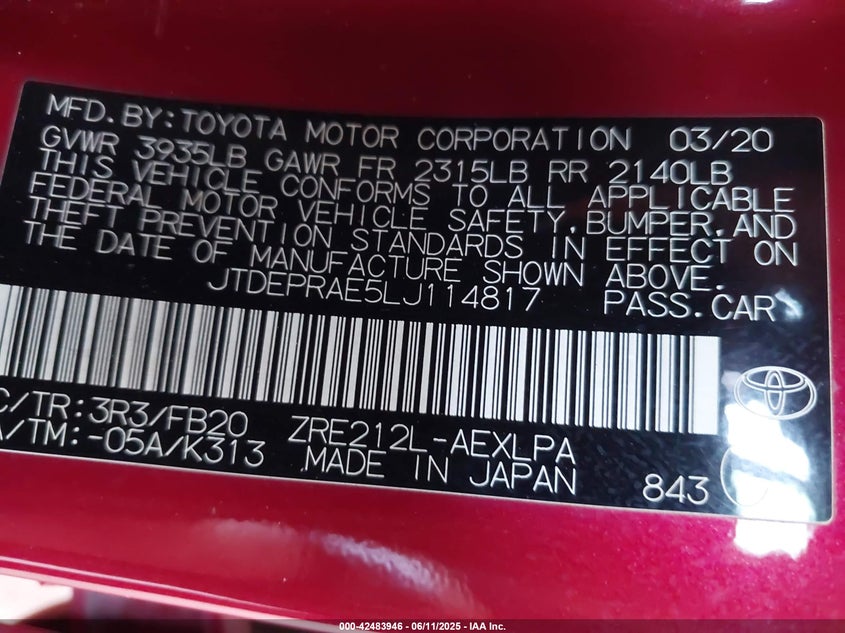 MFD.BY:TOYOTA MOTOR CORPORATION 03/20
GVWR 3935LB GAWR FR 2315LB RR 2140LB
THIS VEHICLE CONFORMS TO ALL APPLICABLE
FEDERAL MOTOR VEHICLE SAFETY,BUMPER,AND
THEFT PREVENTION STANDARDS IN EFFECT ON
THE DATE OF MANUFACTURE SHOWN ABOVE.
JTDEPRAE5LJ114817 PASS.CAR
C/TR:3R3/FB20 ZRE212L-AEXLPA
A/TM:-05A/K313 MADE IN JAPAN 843
000-42483946 - 06/11/2025 - IAA Inc.